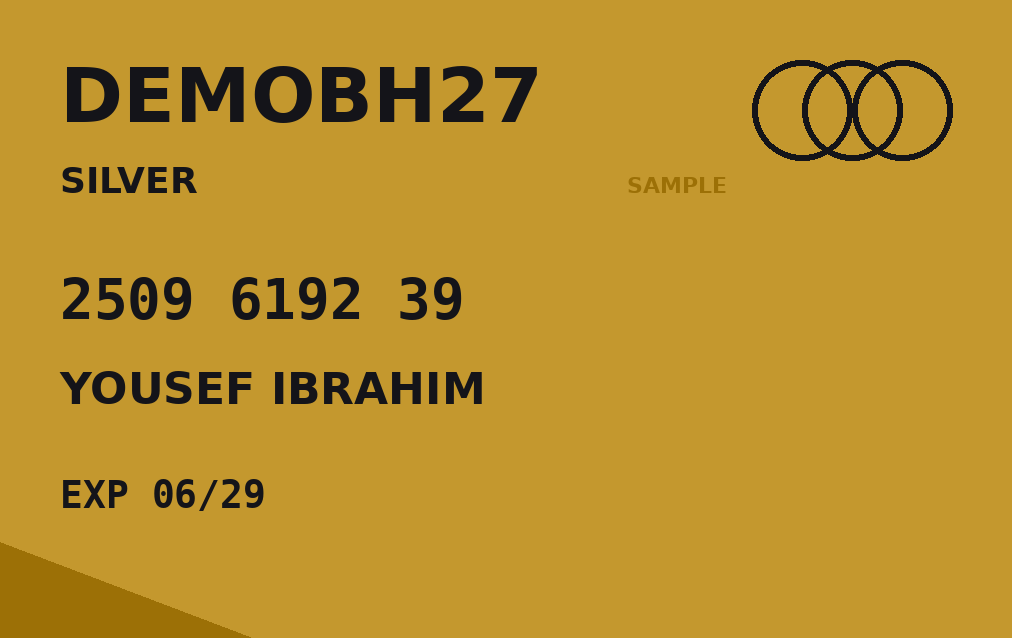 DEMOBH27
SILVER
SAMPLE
2509 6192 39
YOUSEF IBRAHIM
EXP 06/29